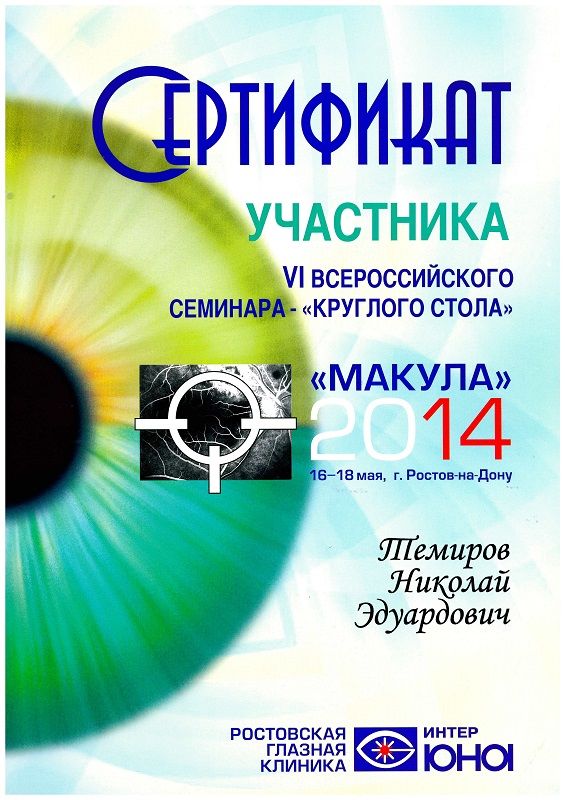 СЕРТИФИКАТ
УЧАСТНИКА
VI ВСЕРОССИЙСКОГО
СЕМИНАРА - «КРУГЛОГО СТОЛА»
«МАКУЛА»
2014
16–18 мая, г. Ростов-на-Дону
Темиров
Николай
Эдуардович
РОСТОВСКАЯ
ГЛАЗНАЯ
КЛИНИКА
ИНТЕР
ЮНА